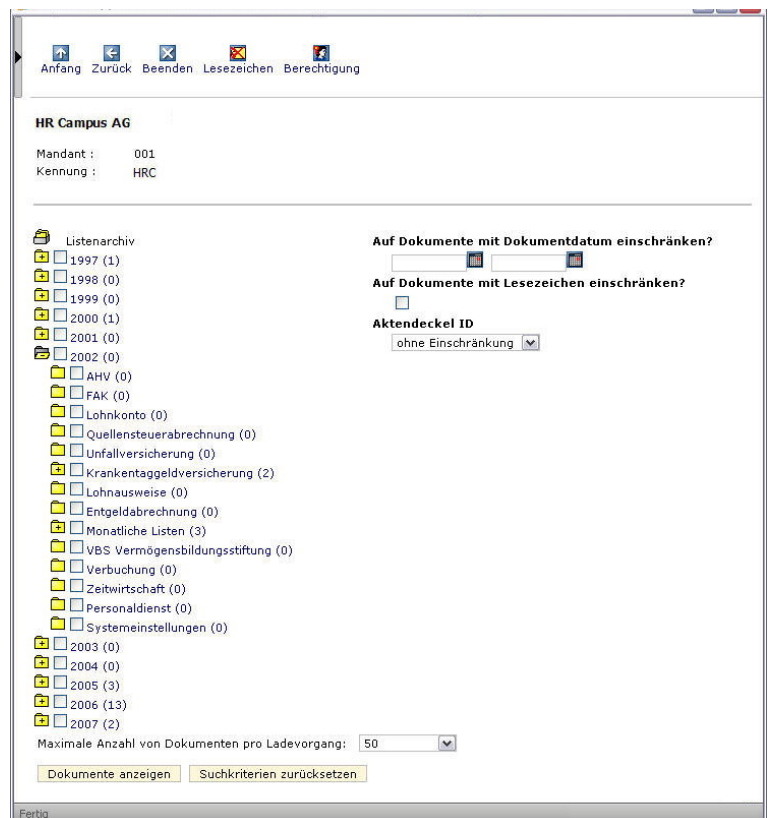 Anfang Zurück Beenden Lesezeichen Berechtigung
HR Campus AG
Mandant : 001
Kennung : HRC
Listenarchiv
1997 (1)
1998 (0)
1999 (0)
2000 (1)
2001 (0)
2002 (0)
AHV (0)
FAK (0)
Lohnkonto (0)
Quellensteuerabrechnung (0)
Unfallversicherung (0)
Krankentaggeldversicherung (2)
Lohnausweise (0)
Entgeldabrechnung (0)
Monatliche Listen (3)
VBS Vermögensbildungsstiftung (0)
Verbuchung (0)
Zeitwirtschaft (0)
Personaldienst (0)
Systemeinstellungen (0)
2003 (0)
2004 (0)
2005 (3)
2006 (13)
2007 (2)
Auf Dokumente mit Dokumentdatum einschränken?
Auf Dokumente mit Lesezeichen einschränken?
Aktendeckel ID
ohne Einschränkung
Maximale Anzahl von Dokumenten pro Ladevorgang: 50
Dokumente anzeigen Suchkriterien zurücksetzen
Fertig